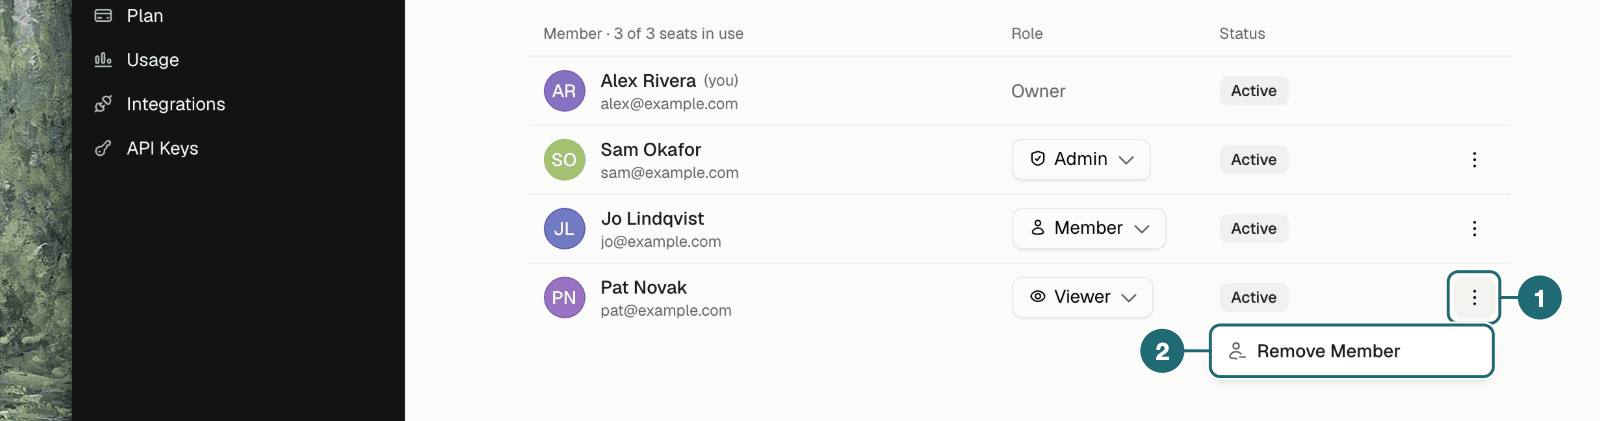 Plan
Usage
Integrations
API Keys
Member · 3 of 3 seats in use Role Status
AR Alex Rivera (you) Owner Active
alex@example.com
SO Sam Okafor Admin Active
sam@example.com
JL Jo Lindqvist Member Active
jo@example.com
PN Pat Novak Viewer Active 1
pat@example.com
2 Remove Member